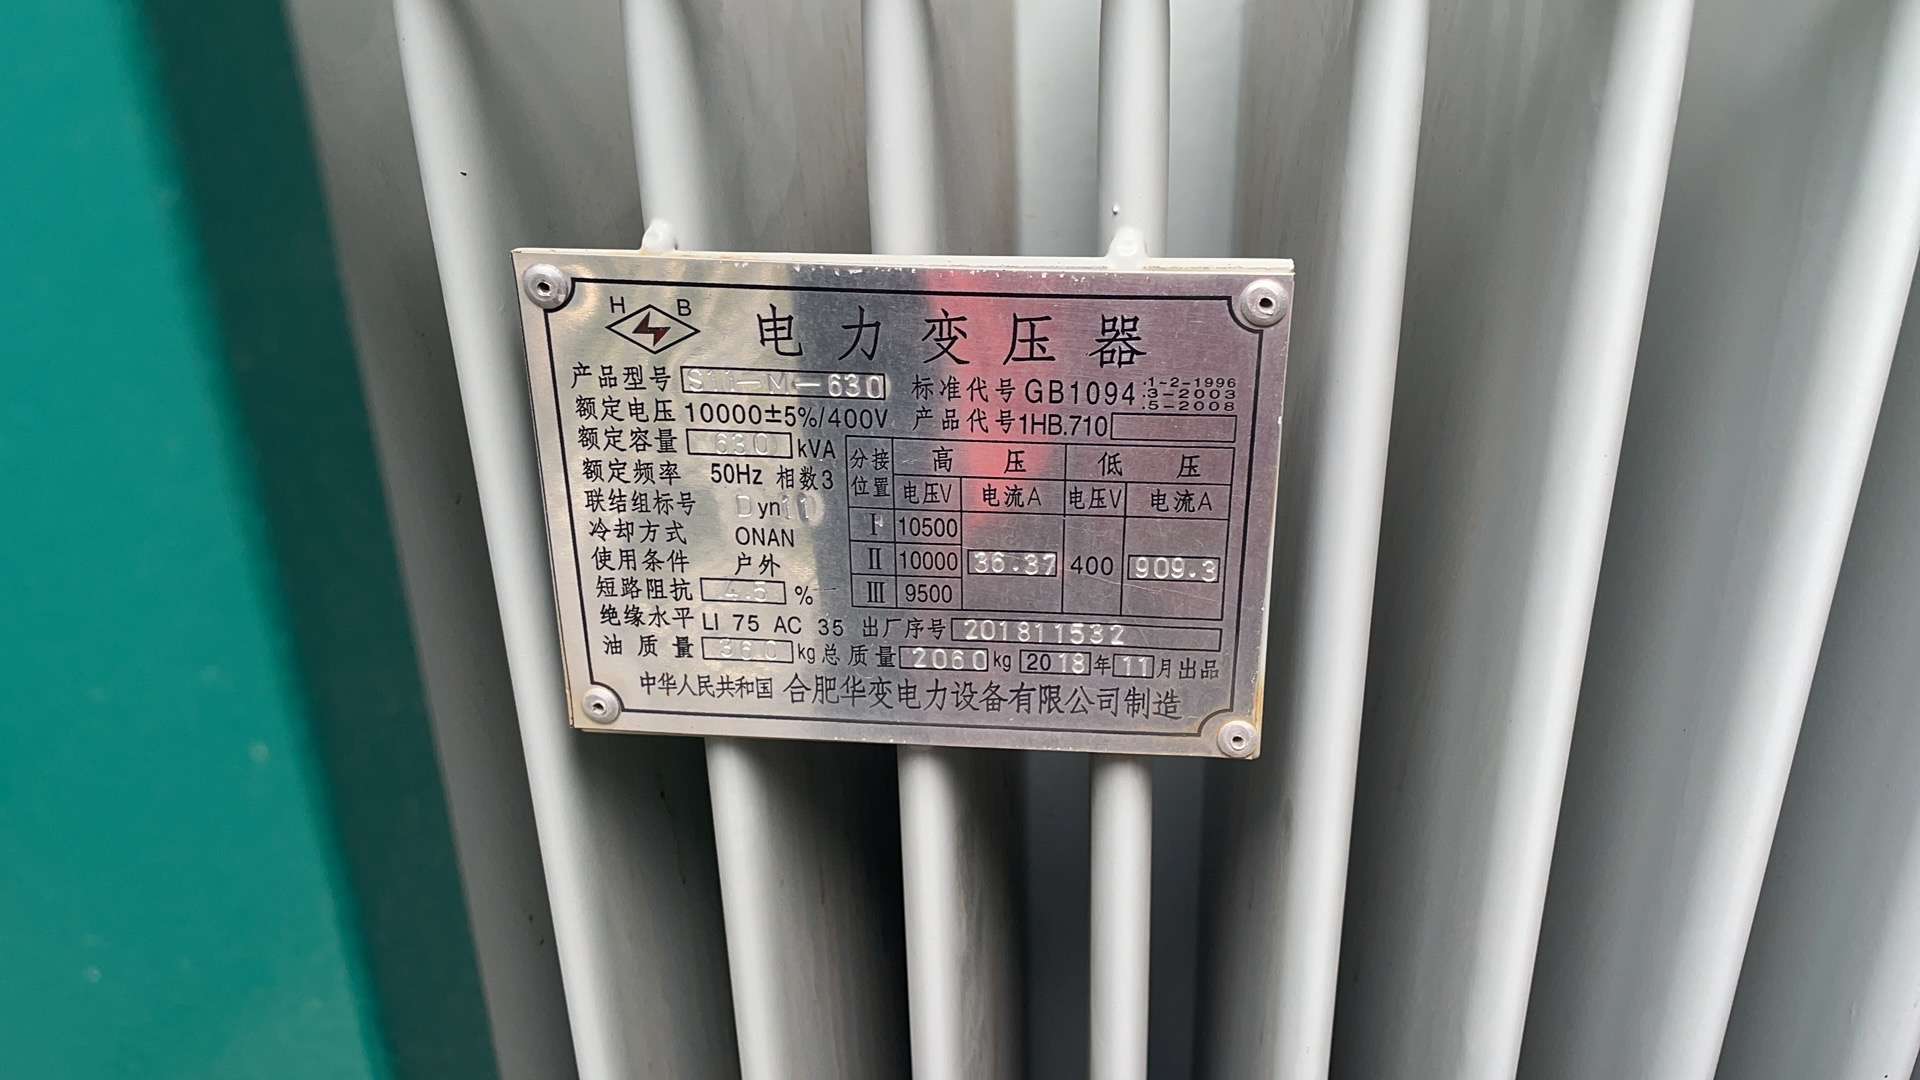 H B
电力变压器
产品型号 S11-M-630 标准代号 GB1094 .1-2-1996
.3-2003
.5-2008
额定电压 10000±5%/400V 产品代号 1HB.710
额定容量 630 kVA
额定频率 50Hz 相数3
联结组标号 Dyn11
冷却方式 ONAN
使用条件 户外
短路阻抗 4.5 %
分接位置 高压 低压
电压V 电流A 电压V 电流A
Ⅰ 10500
Ⅱ 10000 36.37 400 909.3
Ⅲ 9500
绝缘水平 LI 75 AC 35 出厂序号 201811532
油质量 360 kg 总质量 2060 kg 2018年11月出品
中华人民共和国 合肥华变电力设备有限公司制造